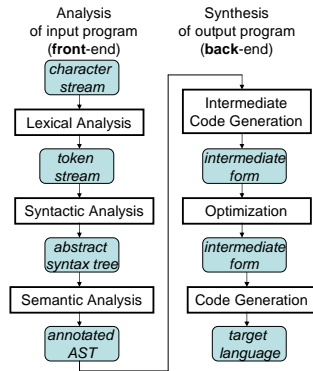 Analysis
of input program
(front-end)
character
stream
Lexical Analysis
token
stream
Syntactic Analysis
abstract
syntax tree
Semantic Analysis
annotated
AST
Synthesis
of output program
(back-end)
Intermediate
Code Generation
intermediate
form
Optimization
intermediate
form
Code Generation
target
language